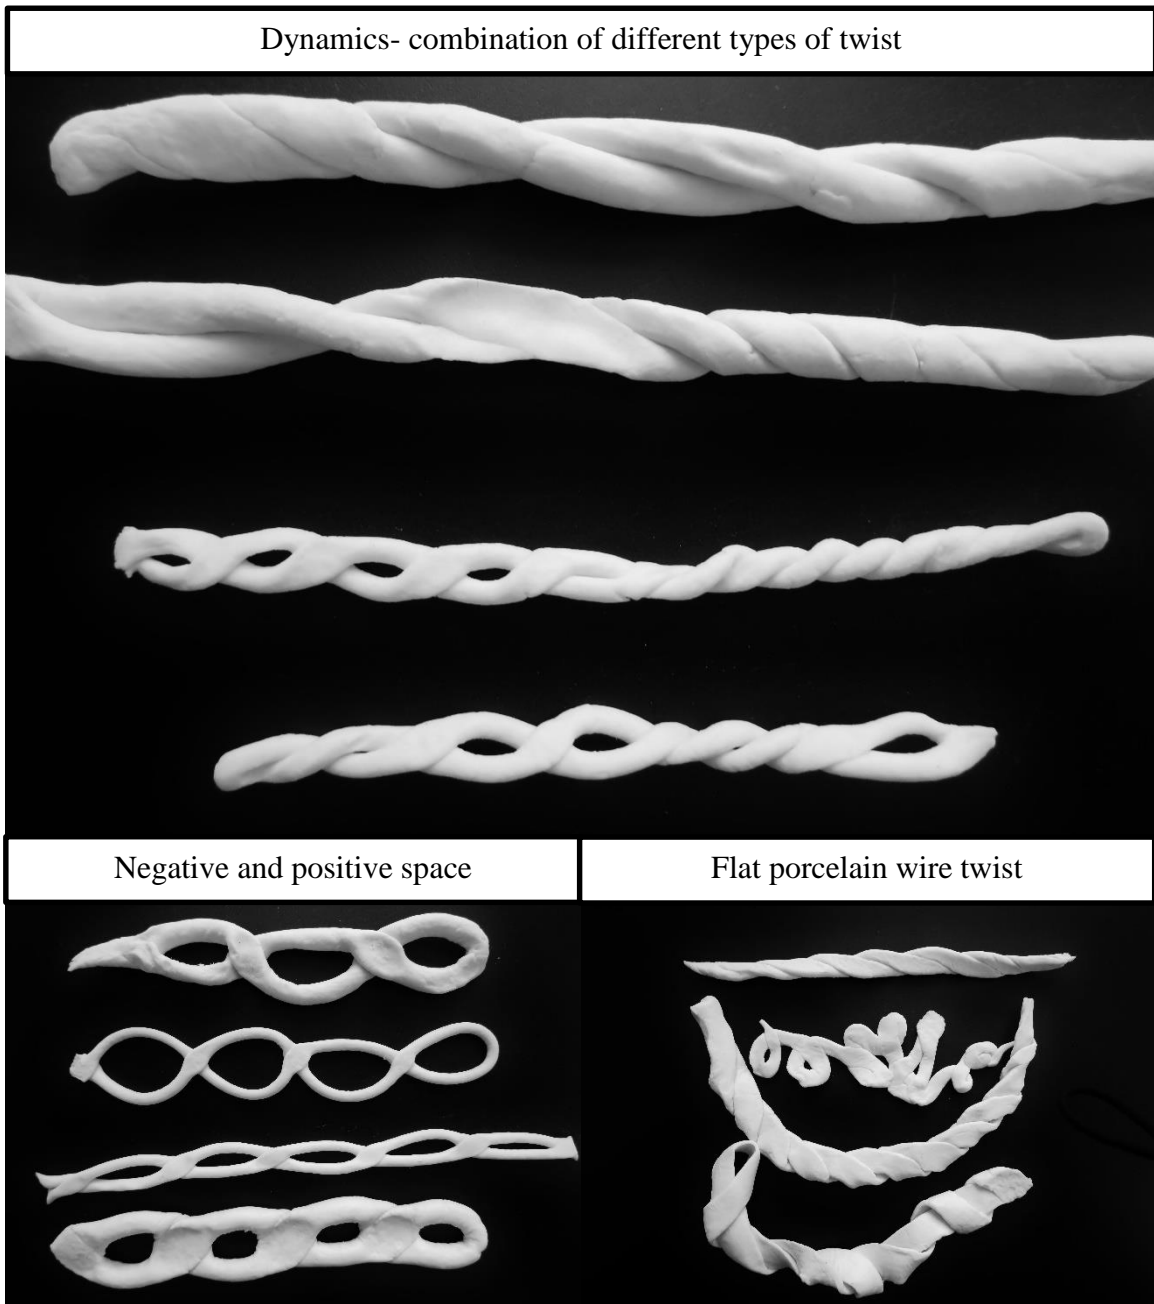 Dynamics- combination of different types of twist
Negative and positive space
Flat porcelain wire twist